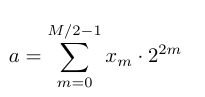 $a = \sum_{m=0}^{M/2-1} x_m \cdot 2^{2m}$